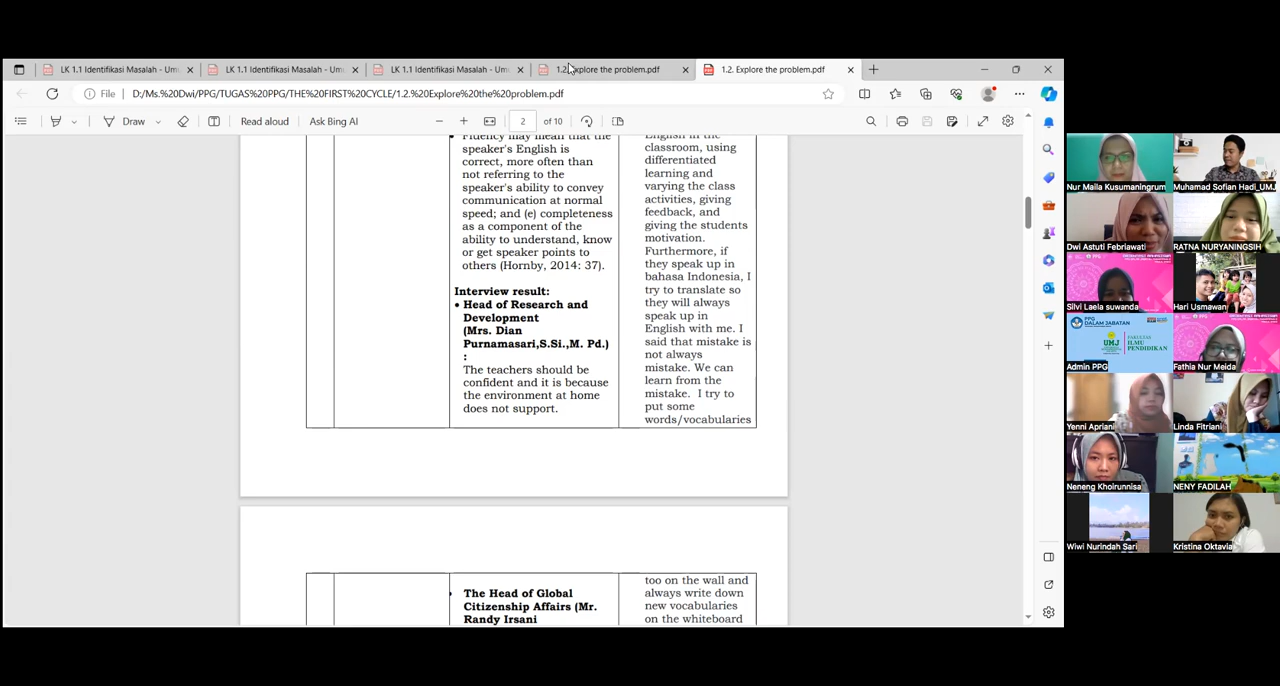 LK 1.1 Identifikasi Masalah - Umi
LK 1.1 Identifikasi Masalah - Umi
LK 1.1 Identifikasi Masalah - Um
1.2. Explore the problem.pdf
1.2. Explore the problem.pdf
File
D:/Ms.%20Dwi/PPG/TUGAS%20PPG/THE%20FIRST%20CYCLE/1.2.%20Explore%20the%20problem.pdf
Draw
Read aloud
Ask Bing AI
2
of 10
Fluency may mean that the
speaker's English is
correct, more often than
not referring to the
speaker's ability to convey
communication at normal
speed; and (e) completeness
as a component of the
ability to understand, know
or get speaker points to
others (Hornby, 2014: 37).
Interview result:
• Head of Research and
Development
(Mrs. Dian
Purnamasari,S.Si.,M. Pd.)
:
The teachers should be
confident and it is because
the environment at home
does not support.
English in the
classroom, using
differentiated
learning and
varying the class
activities, giving
feedback, and
giving the students
motivation.
Furthermore, if
they speak up in
bahasa Indonesia, I
try to translate so
they will always
speak up in
English with me. I
said that mistake is
not always
mistake. We can
learn from the
mistake. I try to
put some
words/vocabularies
The Head of Global
Citizenship Affairs (Mr.
Randy Irsani
too on the wall and
always write down
new vocabularies
on the whiteboard
Nur Maila Kusumaningrum
Muhamad Sofian Hadi_UMJ
Dwi Astuti Febriawati
RATNA NURYANINGSIH
Silvi Laela suwanda
Hari Usmawan
PPG
DALAM JABATAN
UMJ
FAKULTAS
ILMU
PENDIDIKAN
Admin PPG
Fathia Nur Meida
Yenni Apriani
Linda Fitriani
Neneng Khoirunnisa
NENY FADILAH
Wiwi Nurindah Sari
Kristina Oktavia